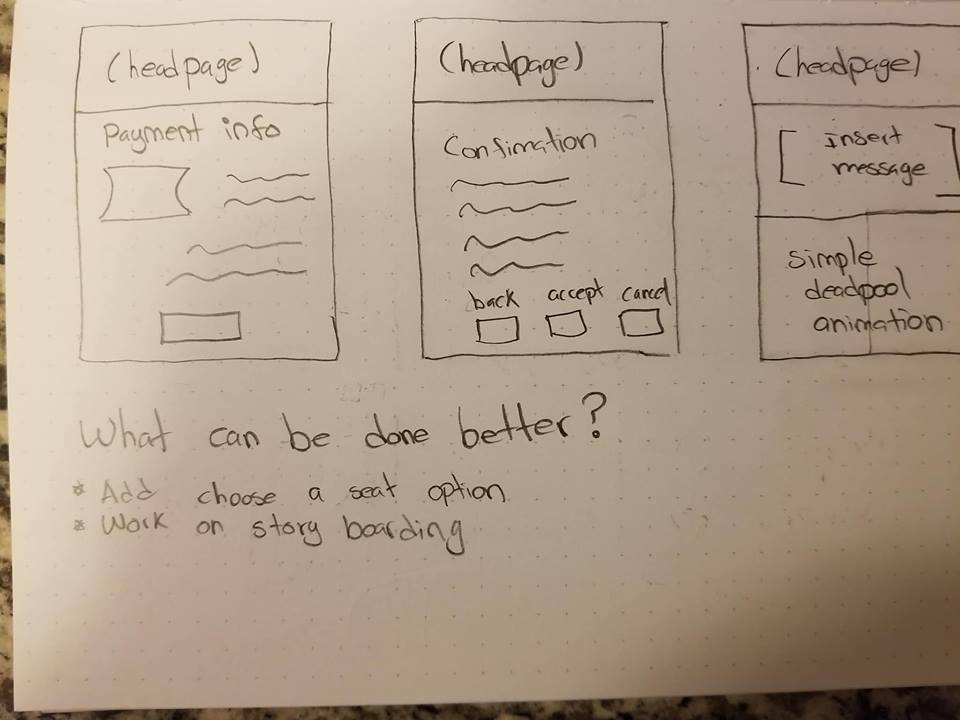 (headpage)
Payment info
(headpage)
Confimation
back accept cancel
(headpage)
insert
message
simple
deadpool
animation
What can be done better?
* Add choose a seat option
* Work on story boarding